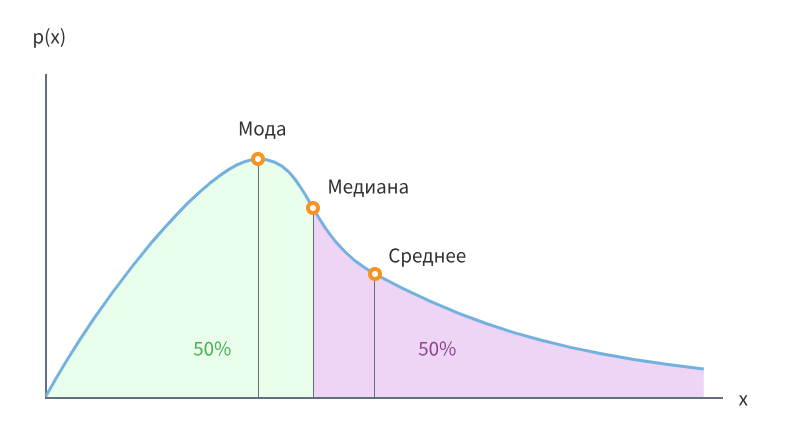 p(x)
Мода
Медиана
Среднее
50%
50%
x